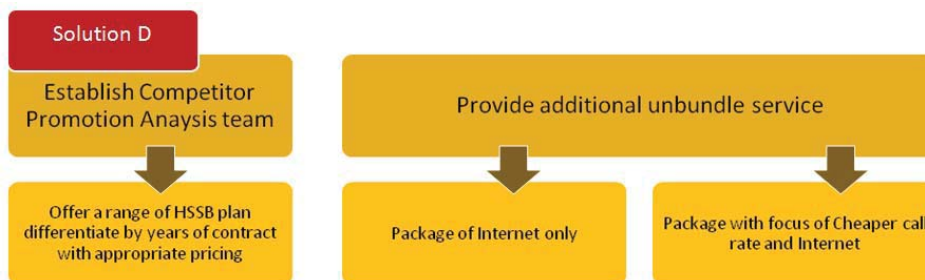 Solution D
Establish Competitor
Promotion Anaysis team
Provide additional unbundle service
Offer a range of HSSB plan
differentiate by years of contract
with appropriate pricing
Package of Internet only
Package with focus of Cheaper call
rate and Internet